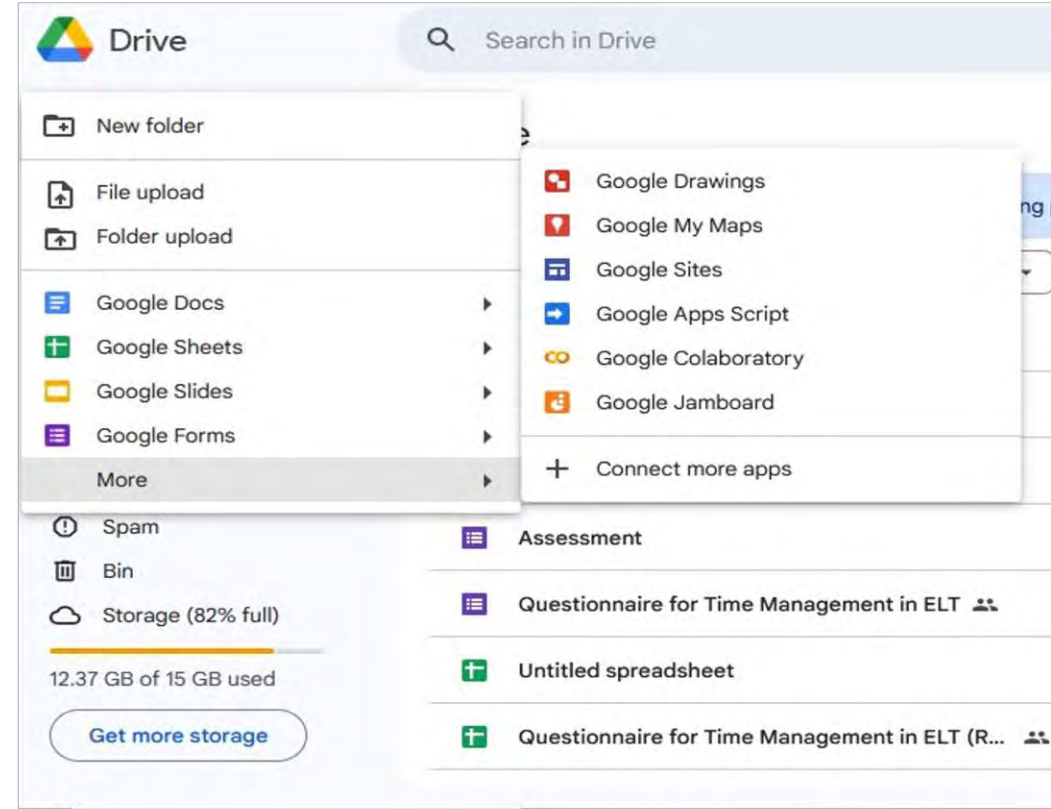 Drive
Search in Drive
New folder
File upload
Folder upload
Google Docs
Google Sheets
Google Slides
Google Forms
More
Google Drawings
Google My Maps
Google Sites
Google Apps Script
Google Colaboratory
Google Jamboard
Connect more apps
Spam
Bin
Storage (82% full)
12.37 GB of 15 GB used
Get more storage
Assessment
Questionnaire for Time Management in ELT
Untitled spreadsheet
Questionnaire for Time Management in ELT (R...